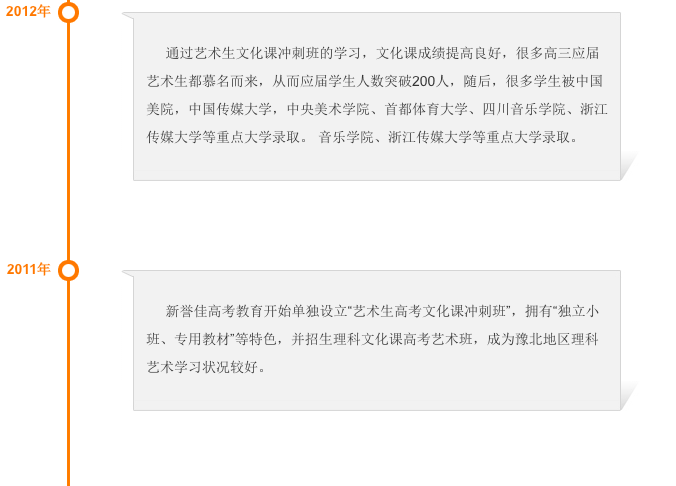 2012年
通过艺术生文化课冲刺班的学习，文化课成绩提高良好，很多高三应届
艺术生都慕名而来，从而应届学生人数突破200人，随后，很多学生被中国
美院，中国传媒大学，中央美术学院、首都体育大学、四川音乐学院、浙江
传媒大学等重点大学录取。 音乐学院、浙江传媒大学等重点大学录取。
2011年
新誉佳高考教育开始单独设立“艺术生高考文化课冲刺班”，拥有“独立小
班、专用教材”等特色，并招生理科文化课高考艺术班，成为豫北地区理科
艺术学习状况较好。